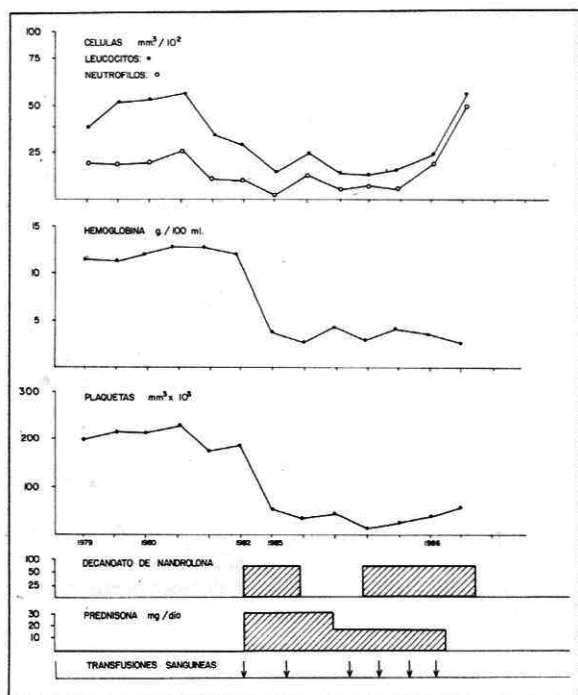 CELULAS mm³/10²
LEUCOCITOS: •
NEUTROFILOS: o
100
75
50
25
HEMOGLOBINA g./100 ml.
15
10
5
PLAQUETAS mm³ x 10³
300
200
100
1979 1980 1982 1985 1986
DECANOATO DE NANDROLONA
100
50
25
PREDNISONA mg/dío
30
20
10
TRANSFUSIONES SANGUINEAS